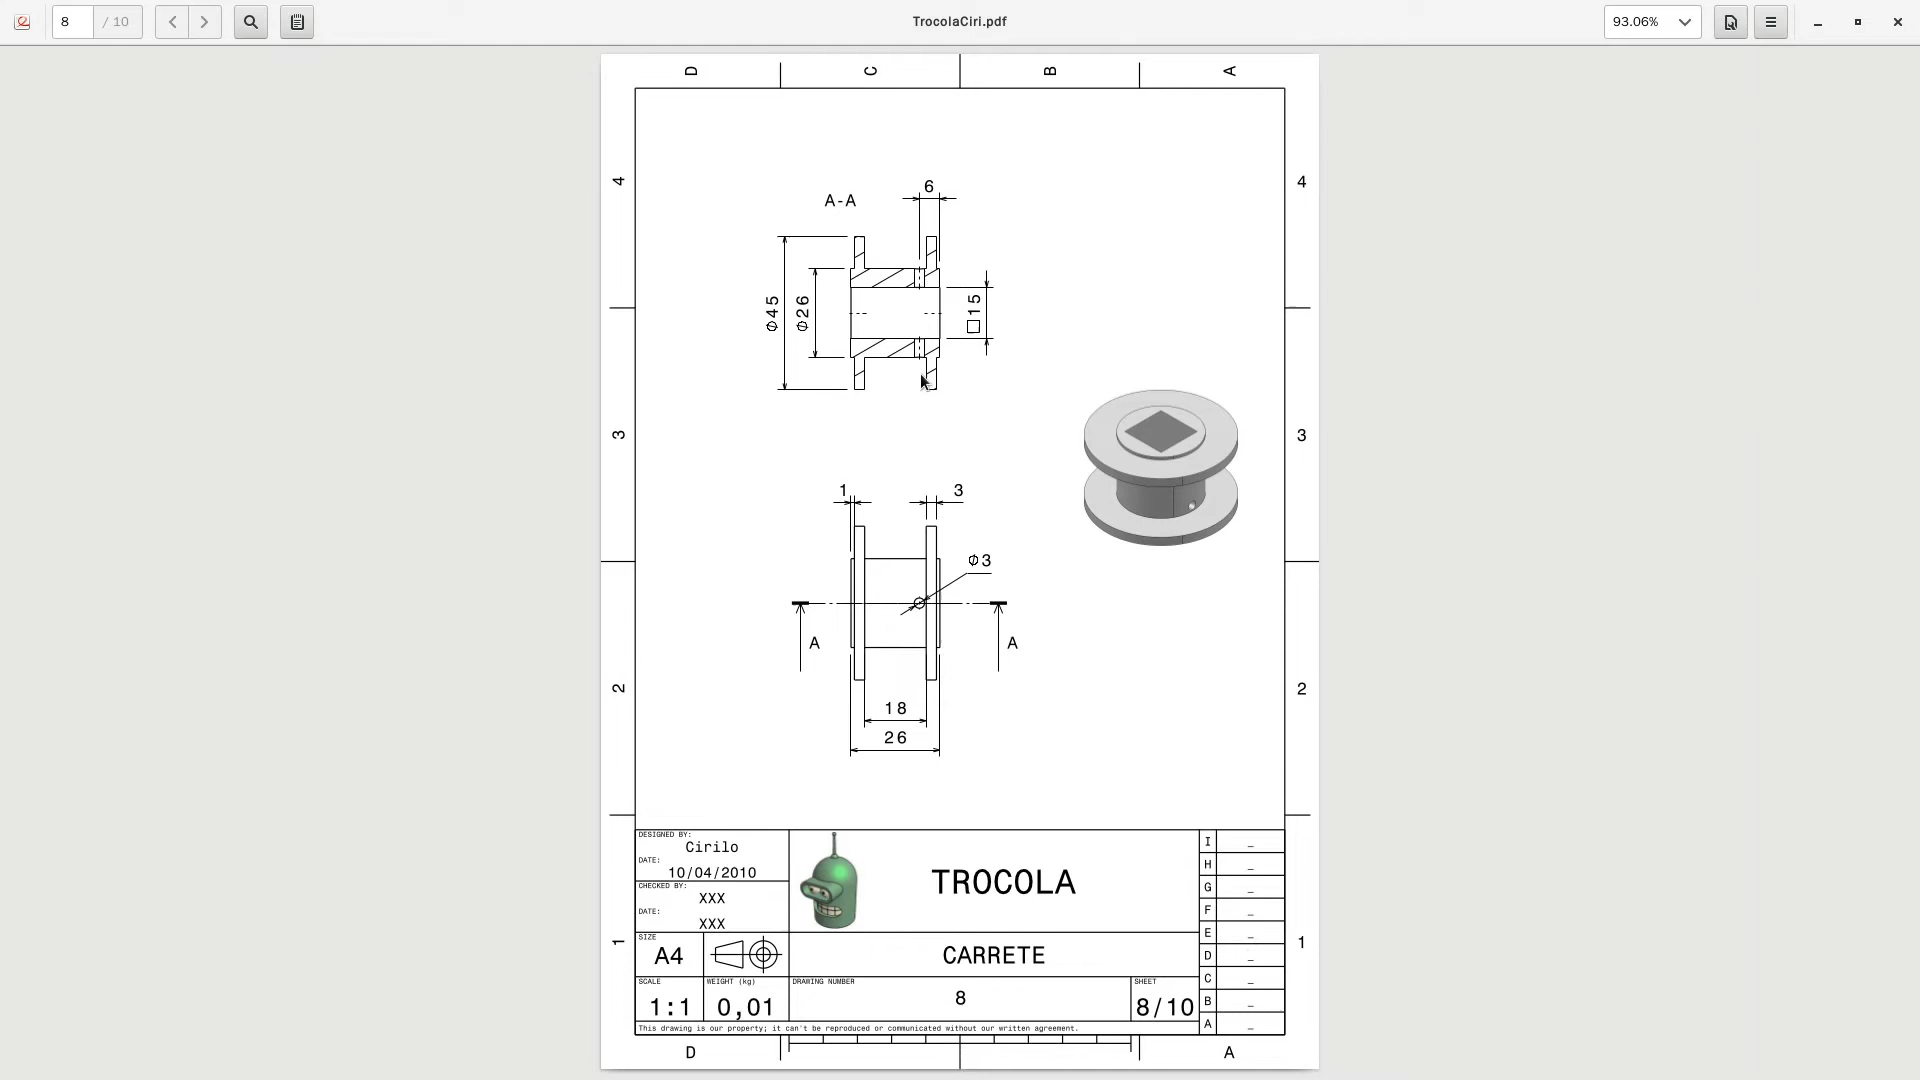 8 / 10 TrocolaCiri.pdf 93.06%
D C B A
4 4
6
A-A
⌀45 ⌀26 □15
3 3
1 3
⌀3
A A
2 2
18
26
DESIGNED BY:
Cirilo
DATE:
10/04/2010
CHECKED BY:
XXX
DATE:
XXX
TROCOLA
SIZE
A4
CARRETE
SCALE
1:1
WEIGHT (kg)
0,01
DRAWING NUMBER
8
SHEET
8/10
This drawing is our property; it can't be reproduced or communicated without our written agreement.
I _
H _
G _
F _
E _
D _
C _
B _
A _
1 1
D A